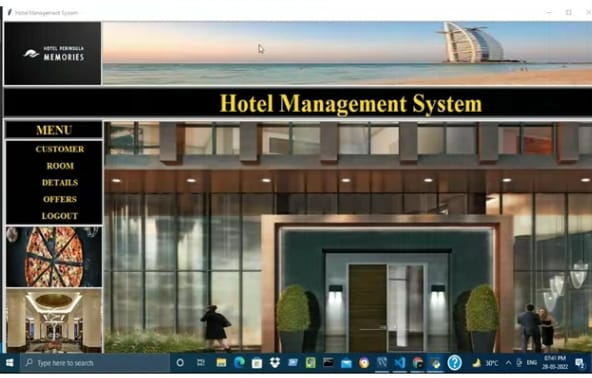 Hotel Management System
HOTEL PENINSULA
MEMORIES
Hotel Management System
MENU
CUSTOMER
ROOM
DETAILS
OFFERS
LOGOUT
Type here to search
30°C
ENG
07:41 PM
28-05-2022